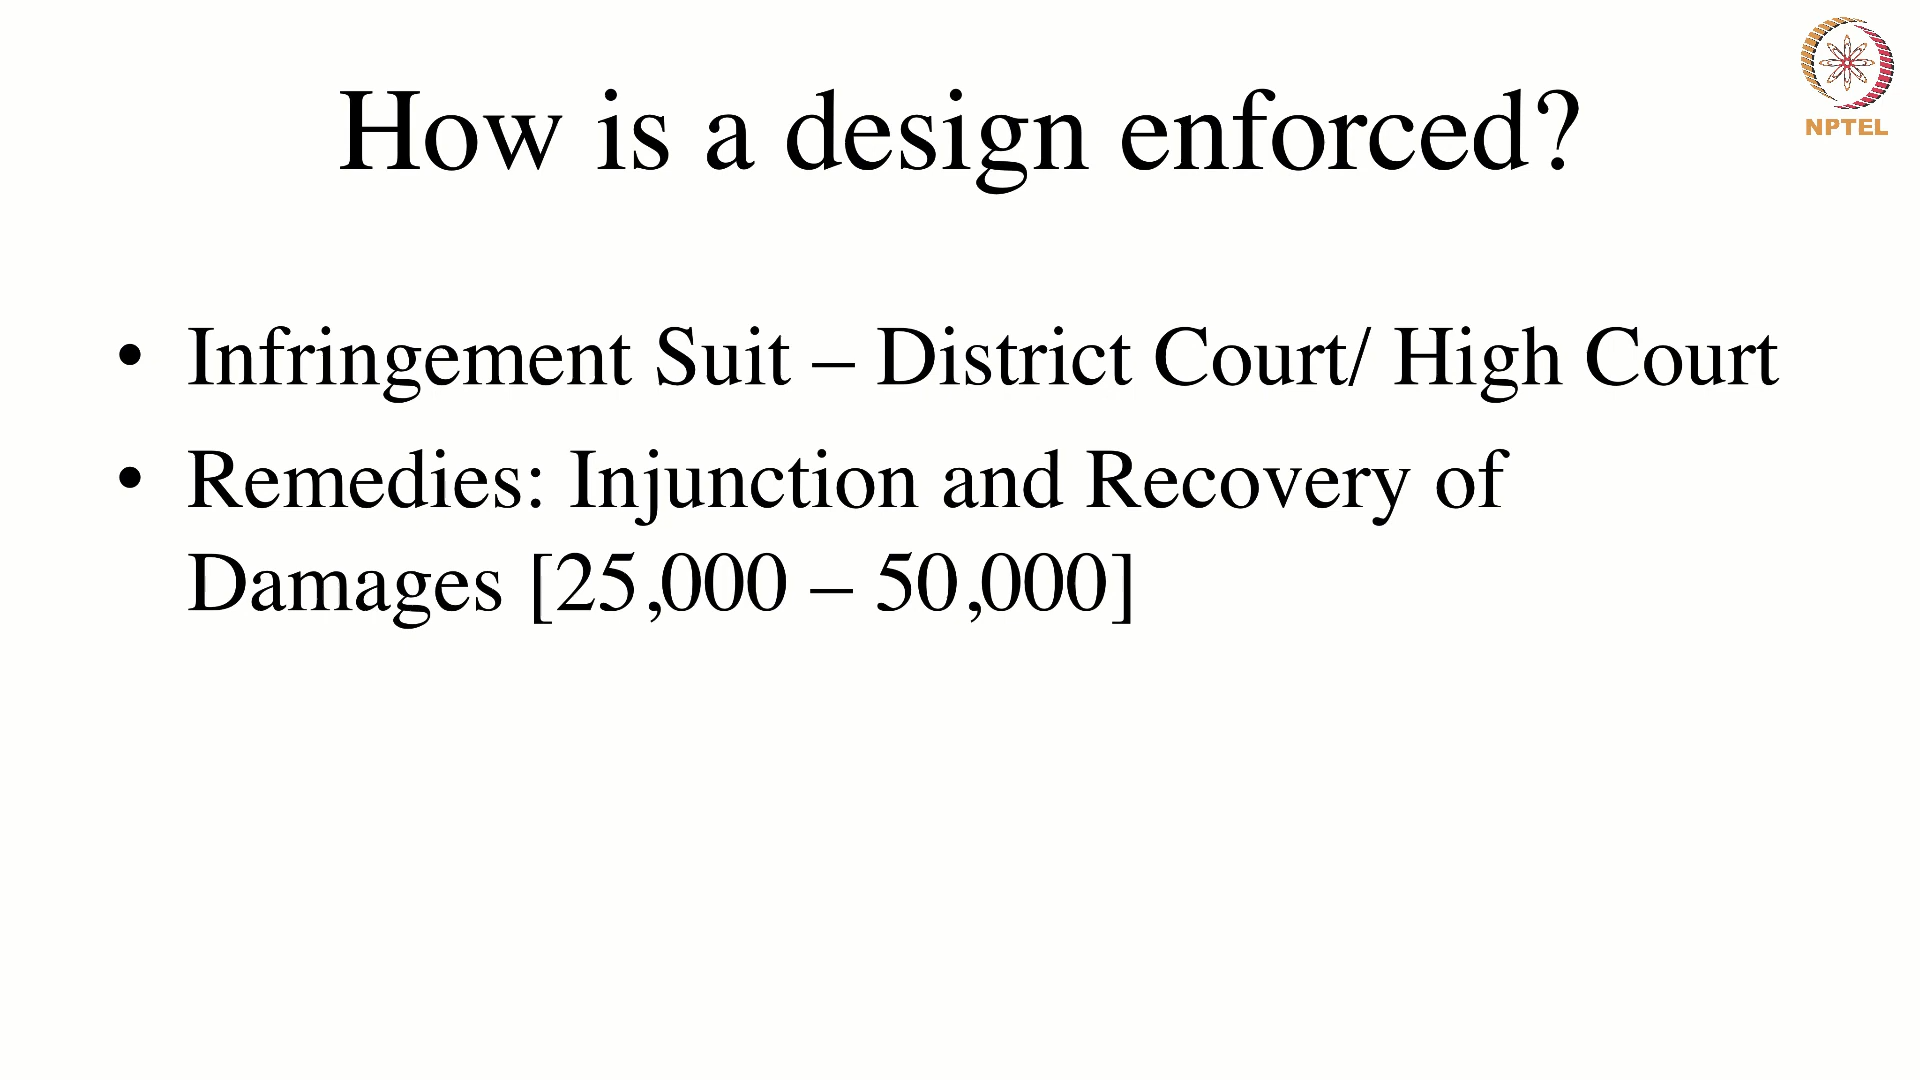 How is a design enforced?
NPTEL
• Infringement Suit – District Court/ High Court
• Remedies: Injunction and Recovery of
Damages [25,000 – 50,000]